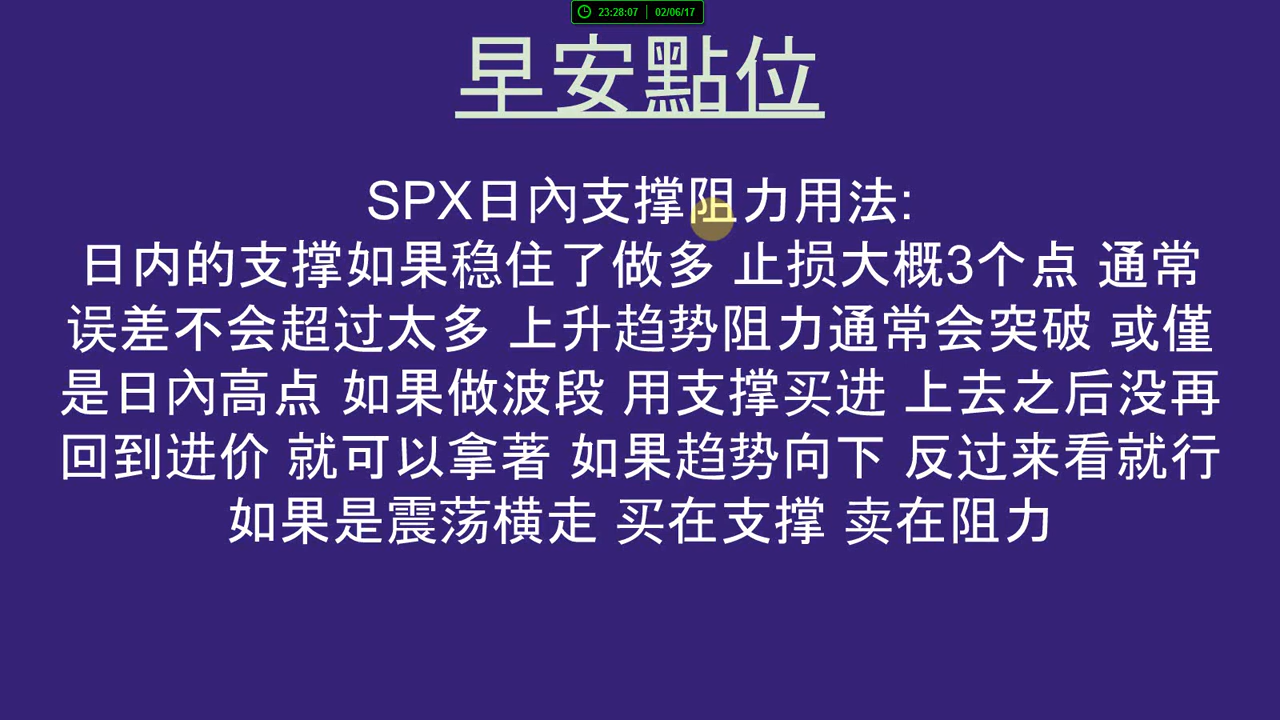 23:28:07 02/06/17
早安點位
SPX日內支撑阻力用法:
日内的支撑如果稳住了做多 止损大概3个点 通常
误差不会超过太多 上升趋势阻力通常会突破 或僅
是日內高点 如果做波段 用支撑买进 上去之后没再
回到进价 就可以拿著 如果趋势向下 反过来看就行
如果是震荡横走 买在支撑 卖在阻力